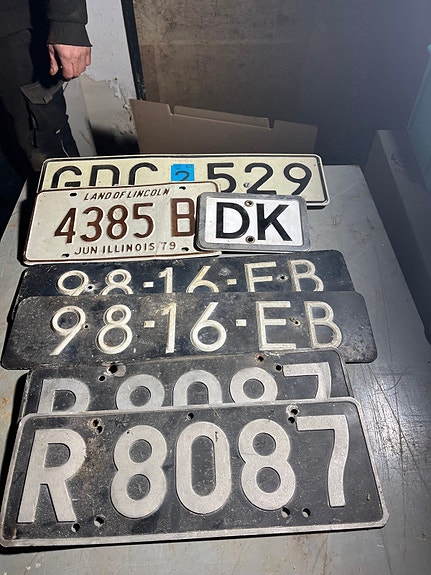 GDC 2 529
LAND OF LINCOLN
4385 B
JUN ILLINOIS 79
DK
98-16-EB
98-16-EB
R 8087
R 8087